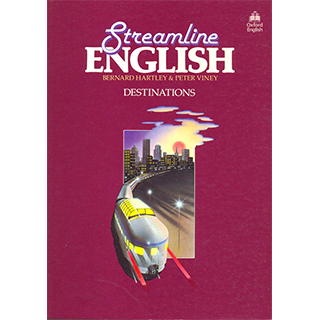 Streamline
ENGLISH
BERNARD HARTLEY & PETER VINEY
DESTINATIONS
Oxford
English